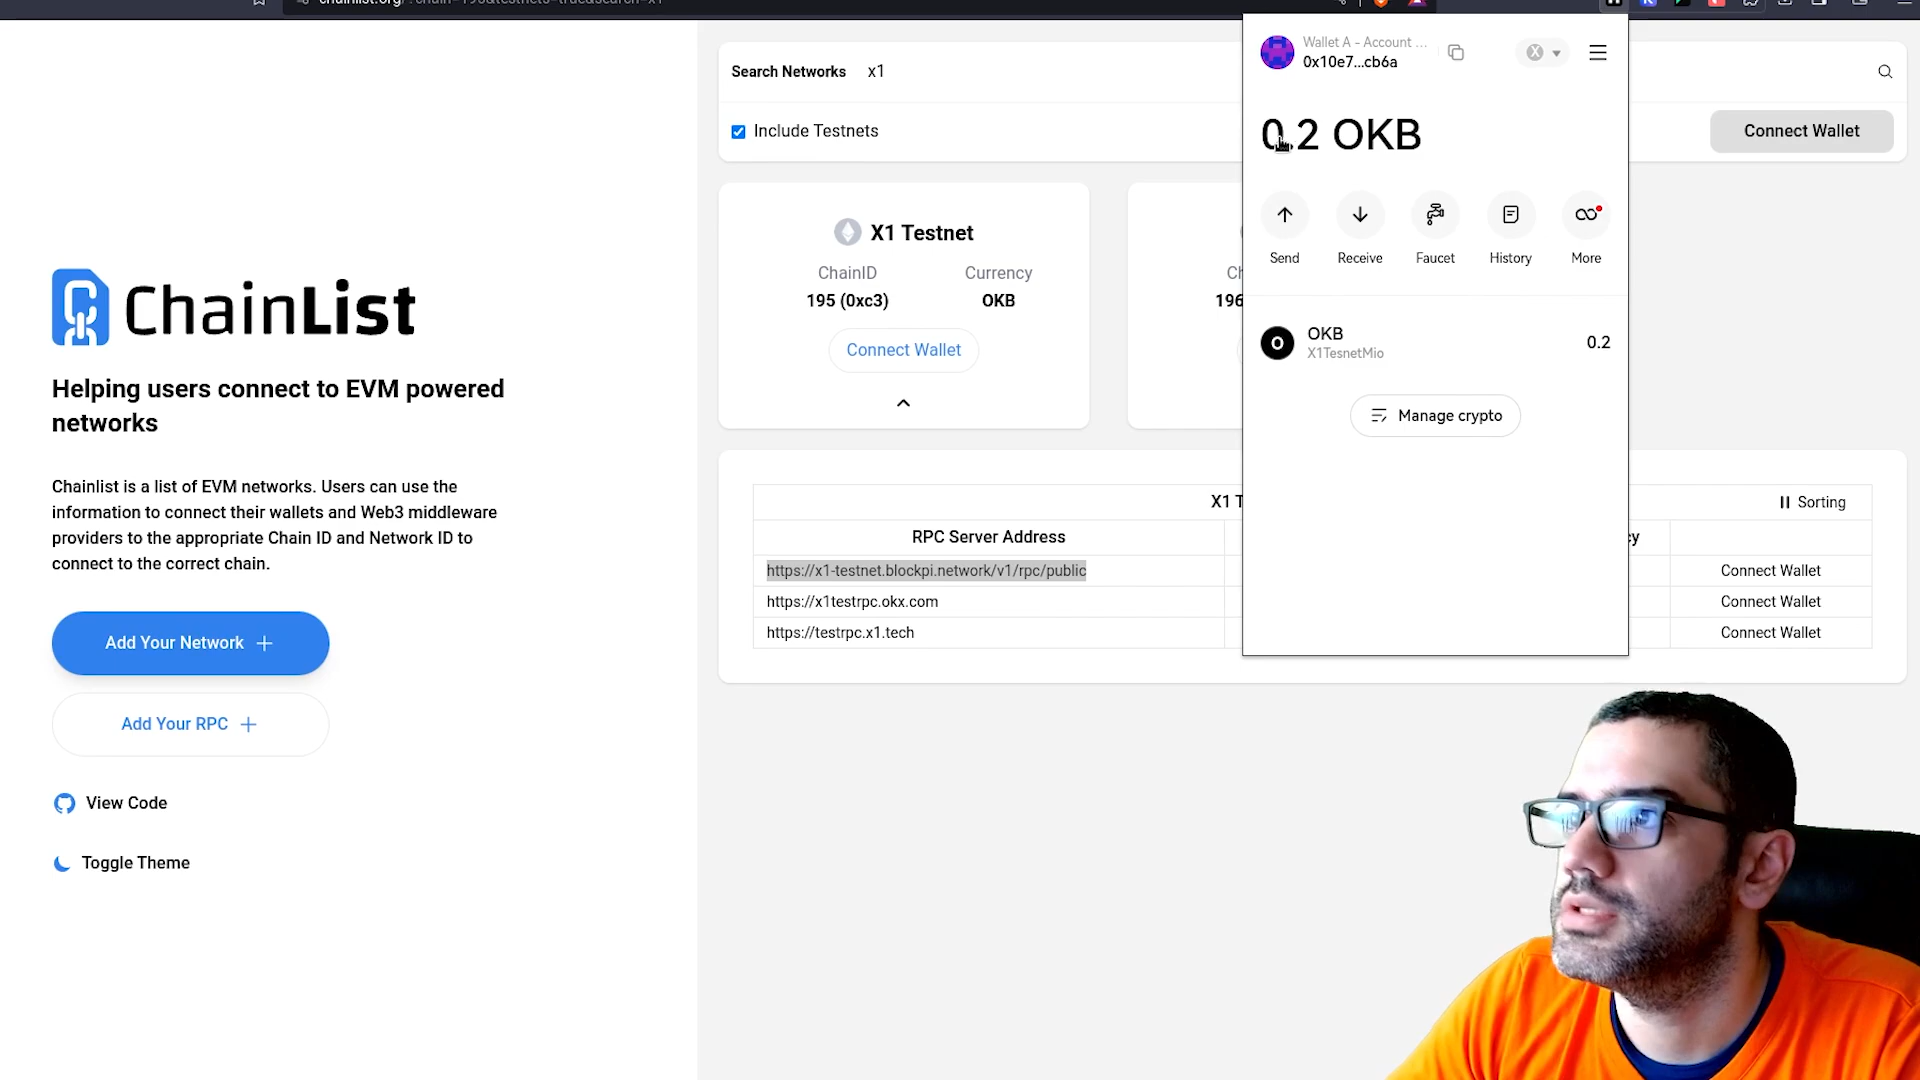 Search Networks x1
Include Testnets
Connect Wallet
X1 Testnet
ChainID
Currency
195 (0xc3)
OKB
Connect Wallet
196
ChainList
Helping users connect to EVM powered
networks
Chainlist is a list of EVM networks. Users can use the
information to connect their wallets and Web3 middleware
providers to the appropriate Chain ID and Network ID to
connect to the correct chain.
Add Your Network
Add Your RPC
View Code
Toggle Theme
Sorting
RPC Server Address
https://x1-testnet.blockpi.network/v1/rpc/public
Connect Wallet
https://x1testrpc.okx.com
Connect Wallet
https://testrpc.x1.tech
Connect Wallet
Wallet A - Account ...
0x10e7...cb6a
X
0.2 OKB
Send
Receive
Faucet
History
More
O
OKB
X1TesnetMio
0.2
Manage crypto